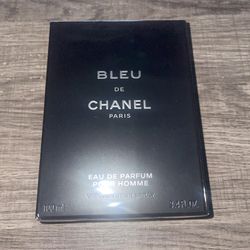 BLEU
DE
CHANEL
PARIS
EAU DE PARFUM
POUR HOMME